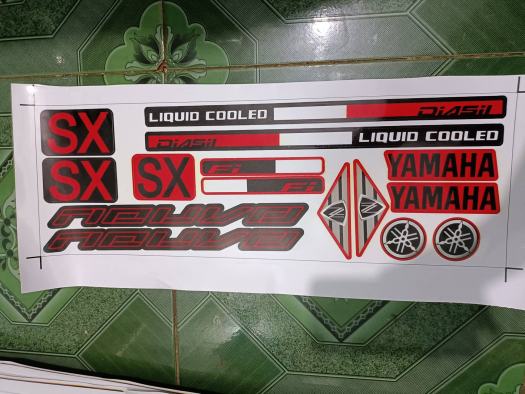 SX
LIQUID COOLED DiASil
DiASil LIQUID COOLED
SX
SX
Fi
Fi
YAMAHA
YAMAHA
nouvo
nouvo